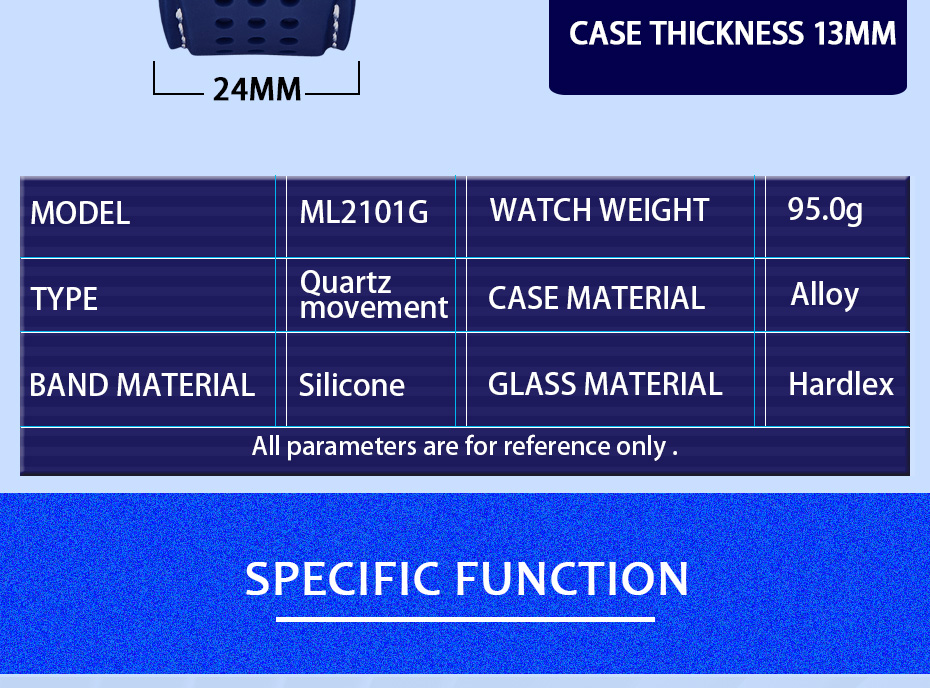 CASE THICKNESS 13MM
24MM
MODEL
ML2101G
WATCH WEIGHT
95.0g
TYPE
Quartz
movement
CASE MATERIAL
Alloy
BAND MATERIAL
Silicone
GLASS MATERIAL
Hardlex
All parameters are for reference only .
SPECIFIC FUNCTION